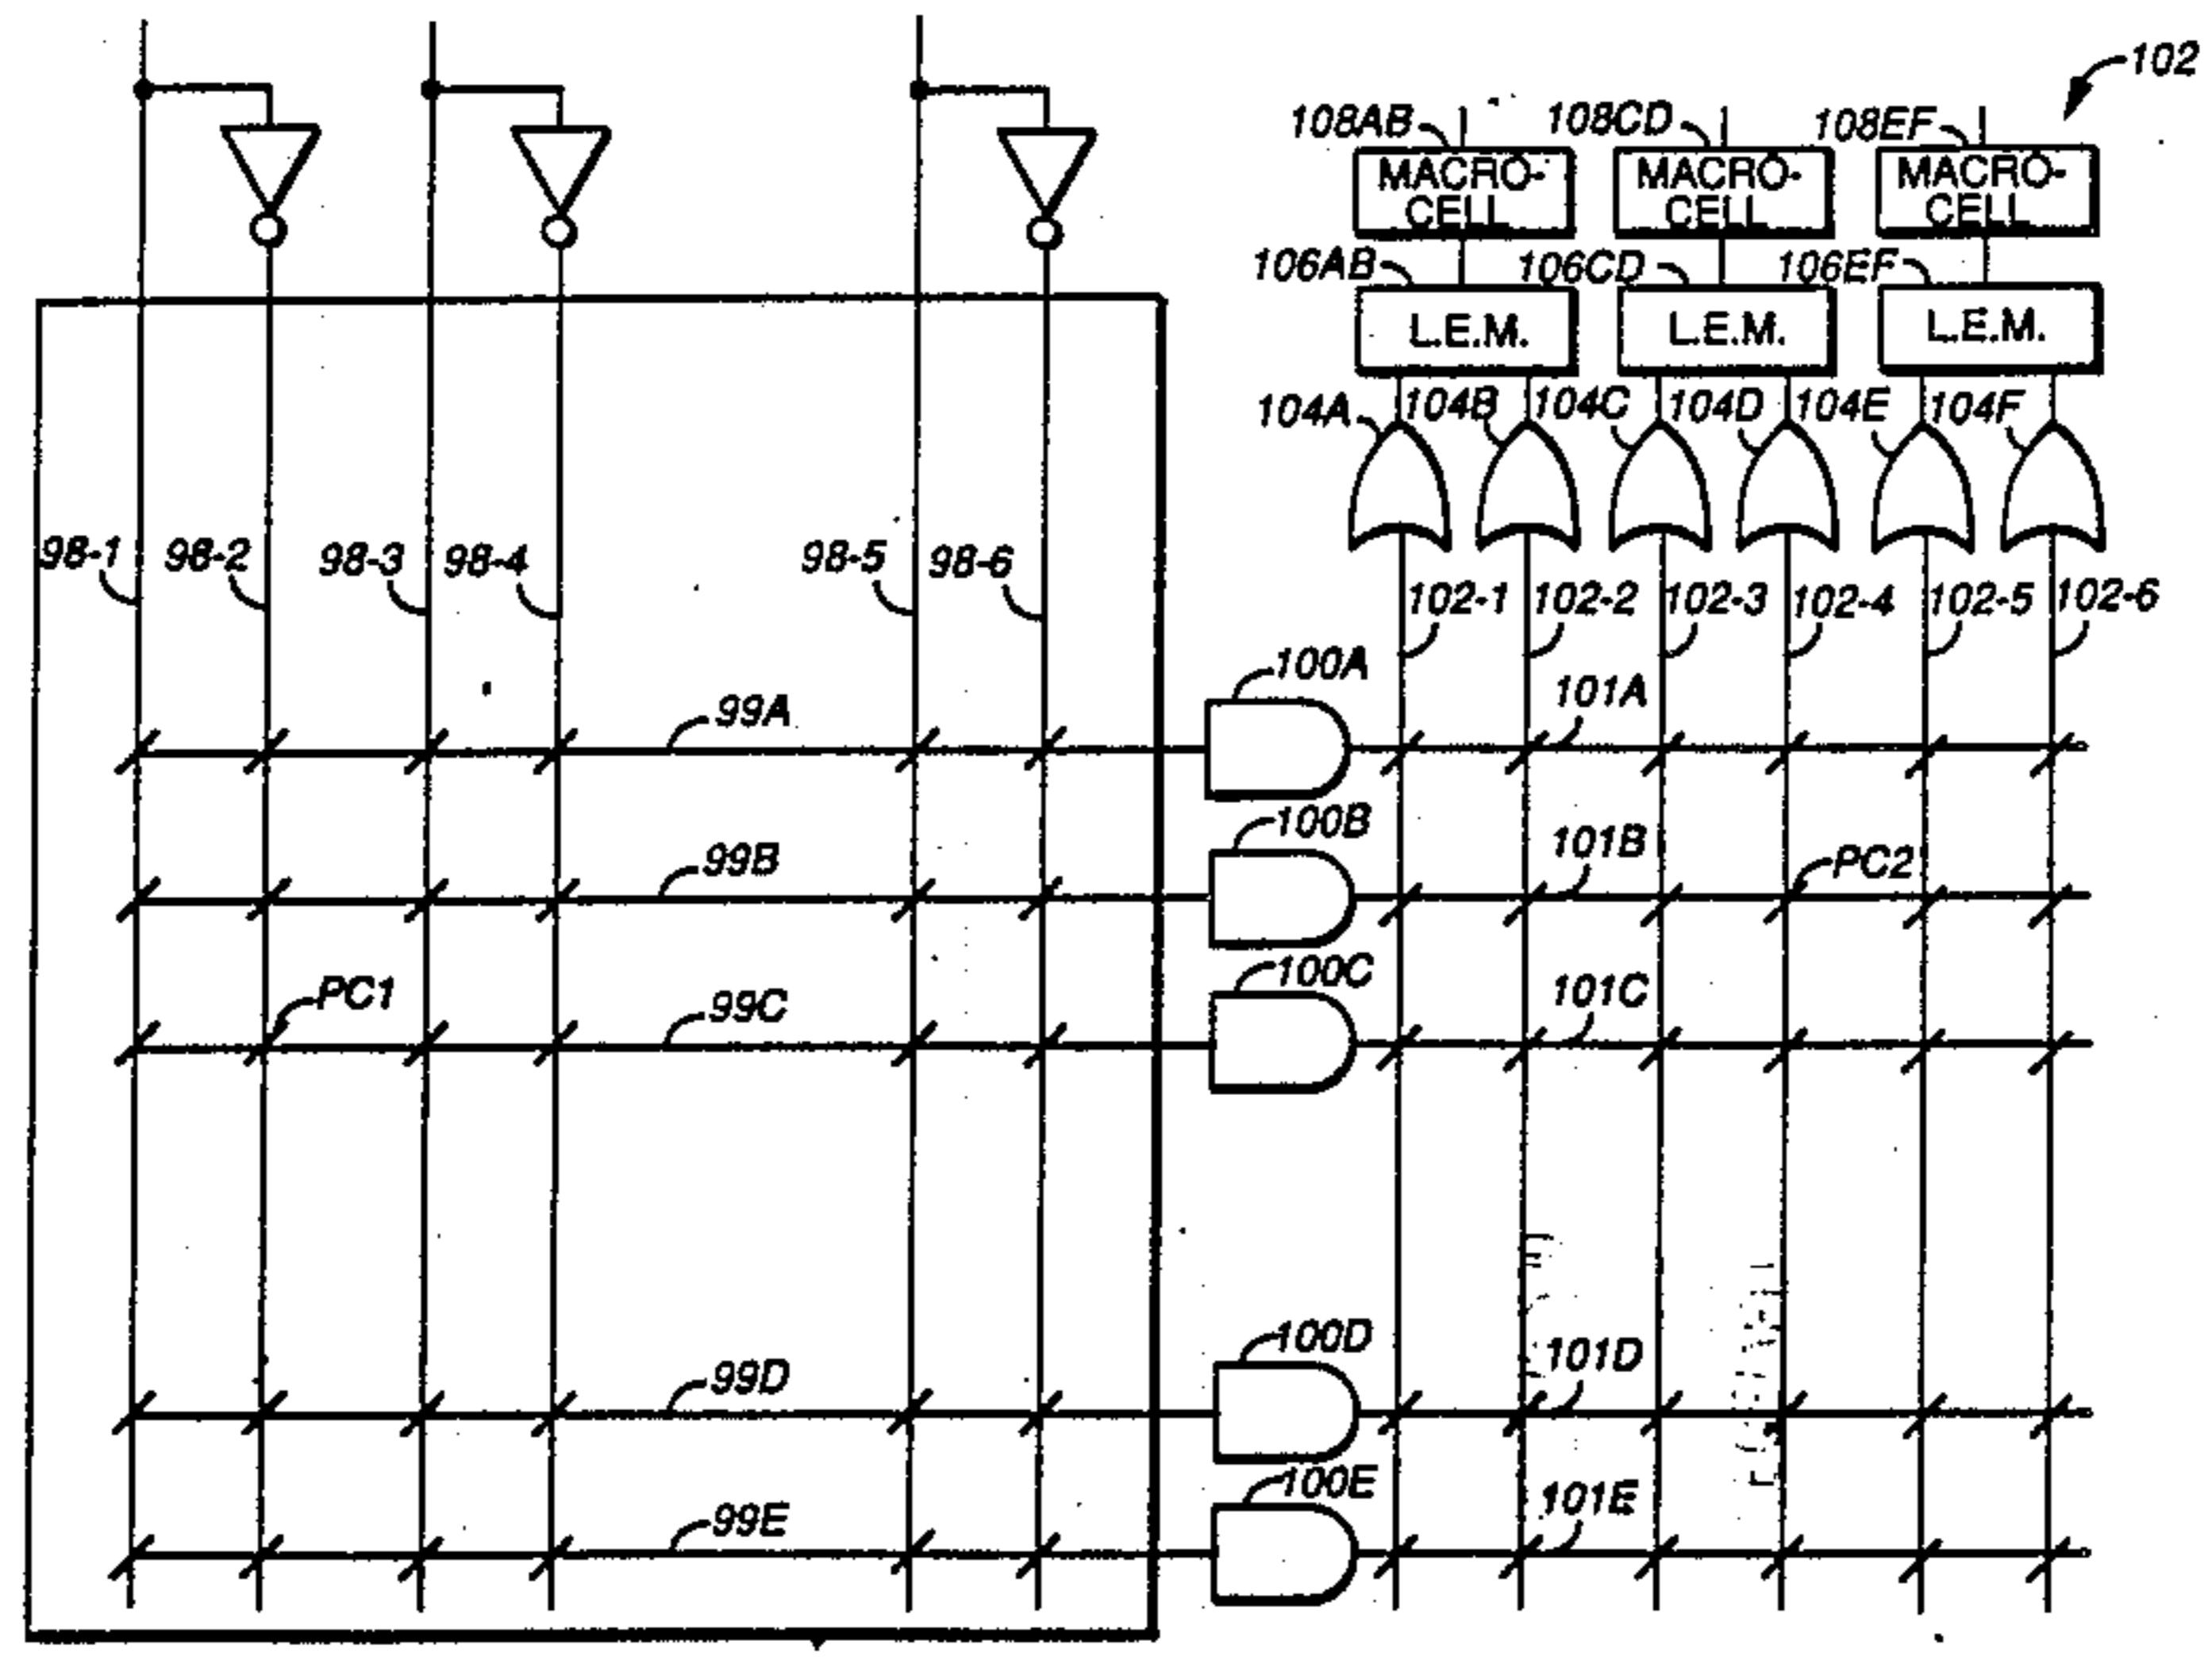 102
108AB 108CD 108EF
MACRO- MACRO- MACRO-
CELL CELL CELL
106AB 106CD 106EF
L.E.M. L.E.M. L.E.M.
104A 104B 104C 104D 104E 104F
98-1 98-2 98-3 98-4 98-5 98-6
102-1 102-2 102-3 102-4 102-5 102-6
99A 100A 101A
99B 100B 101B PC2
PC1 99C 100C 101C
99D 100D 101D
99E 100E 101E